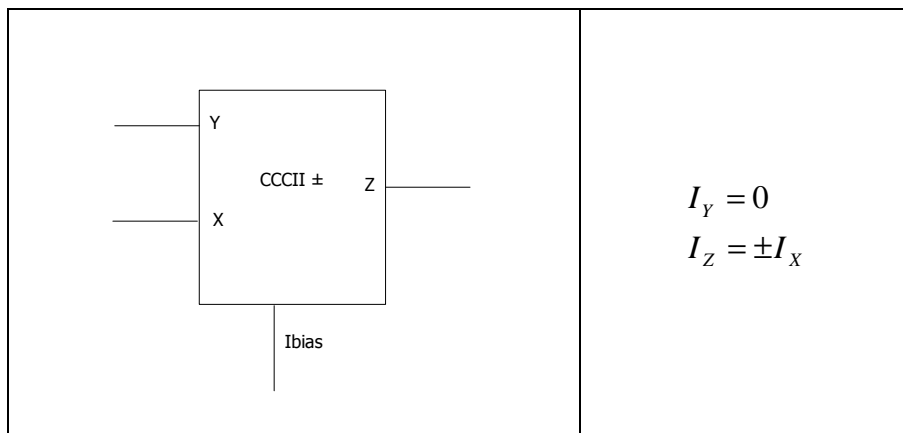 Y
CCCII ±
Z
X
Ibias
I_Y = 0
I_Z = ±I_X